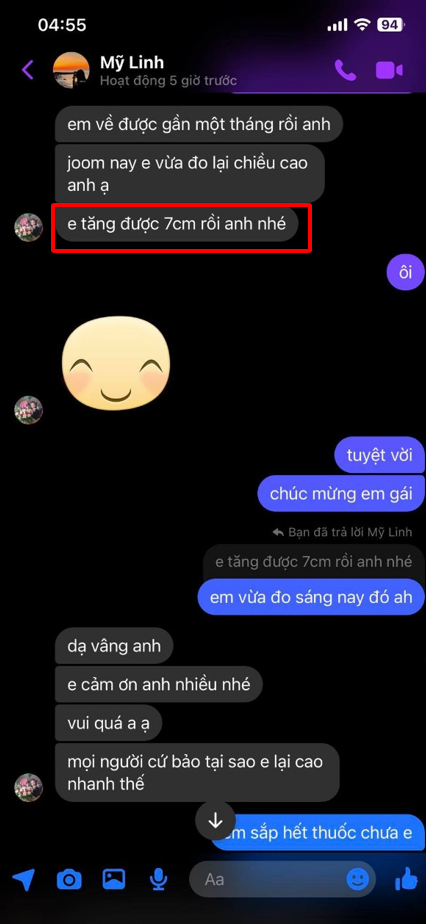 04:55
94
Mỹ Linh
Hoạt động 5 giờ trước
em về được gần một tháng rồi anh
joom nay e vừa đo lại chiều cao
anh ạ
e tăng được 7cm rồi anh nhé
ôi
tuyệt vời
chúc mừng em gái
Bạn đã trả lời Mỹ Linh
e tăng được 7cm rồi anh nhé
em vừa đo sáng nay đó ah
dạ vâng anh
e cảm ơn anh nhiều nhé
vui quá a ạ
mọi người cứ bảo tại sao e lại cao
nhanh thế
em sắp hết thuốc chưa e
Aa